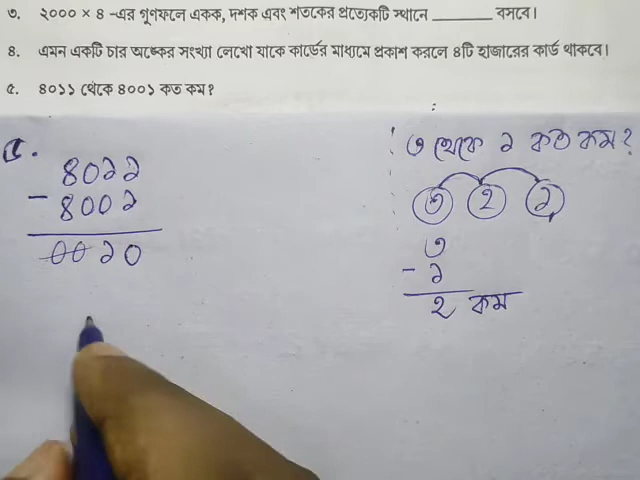 ৩. ২০০০ × ৪ -এর গুণফলে একক, দশক এবং শতকের প্রত্যেকটি স্থানে ________ বসবে।
৪. এমন একটি চার অঙ্কের সংখ্যা লেখো যাকে কার্ডের মাধ্যমে প্রকাশ করলে ৪টি হাজারের কার্ড থাকবে।
৫. ৪০১১ থেকে ৪০০১ কত কম?
৫.
৪০১১
- ৪০০১
০০১০
৩ থেকে ১ কত কম?
৩ ২ ১
৩
- ১
২ কম